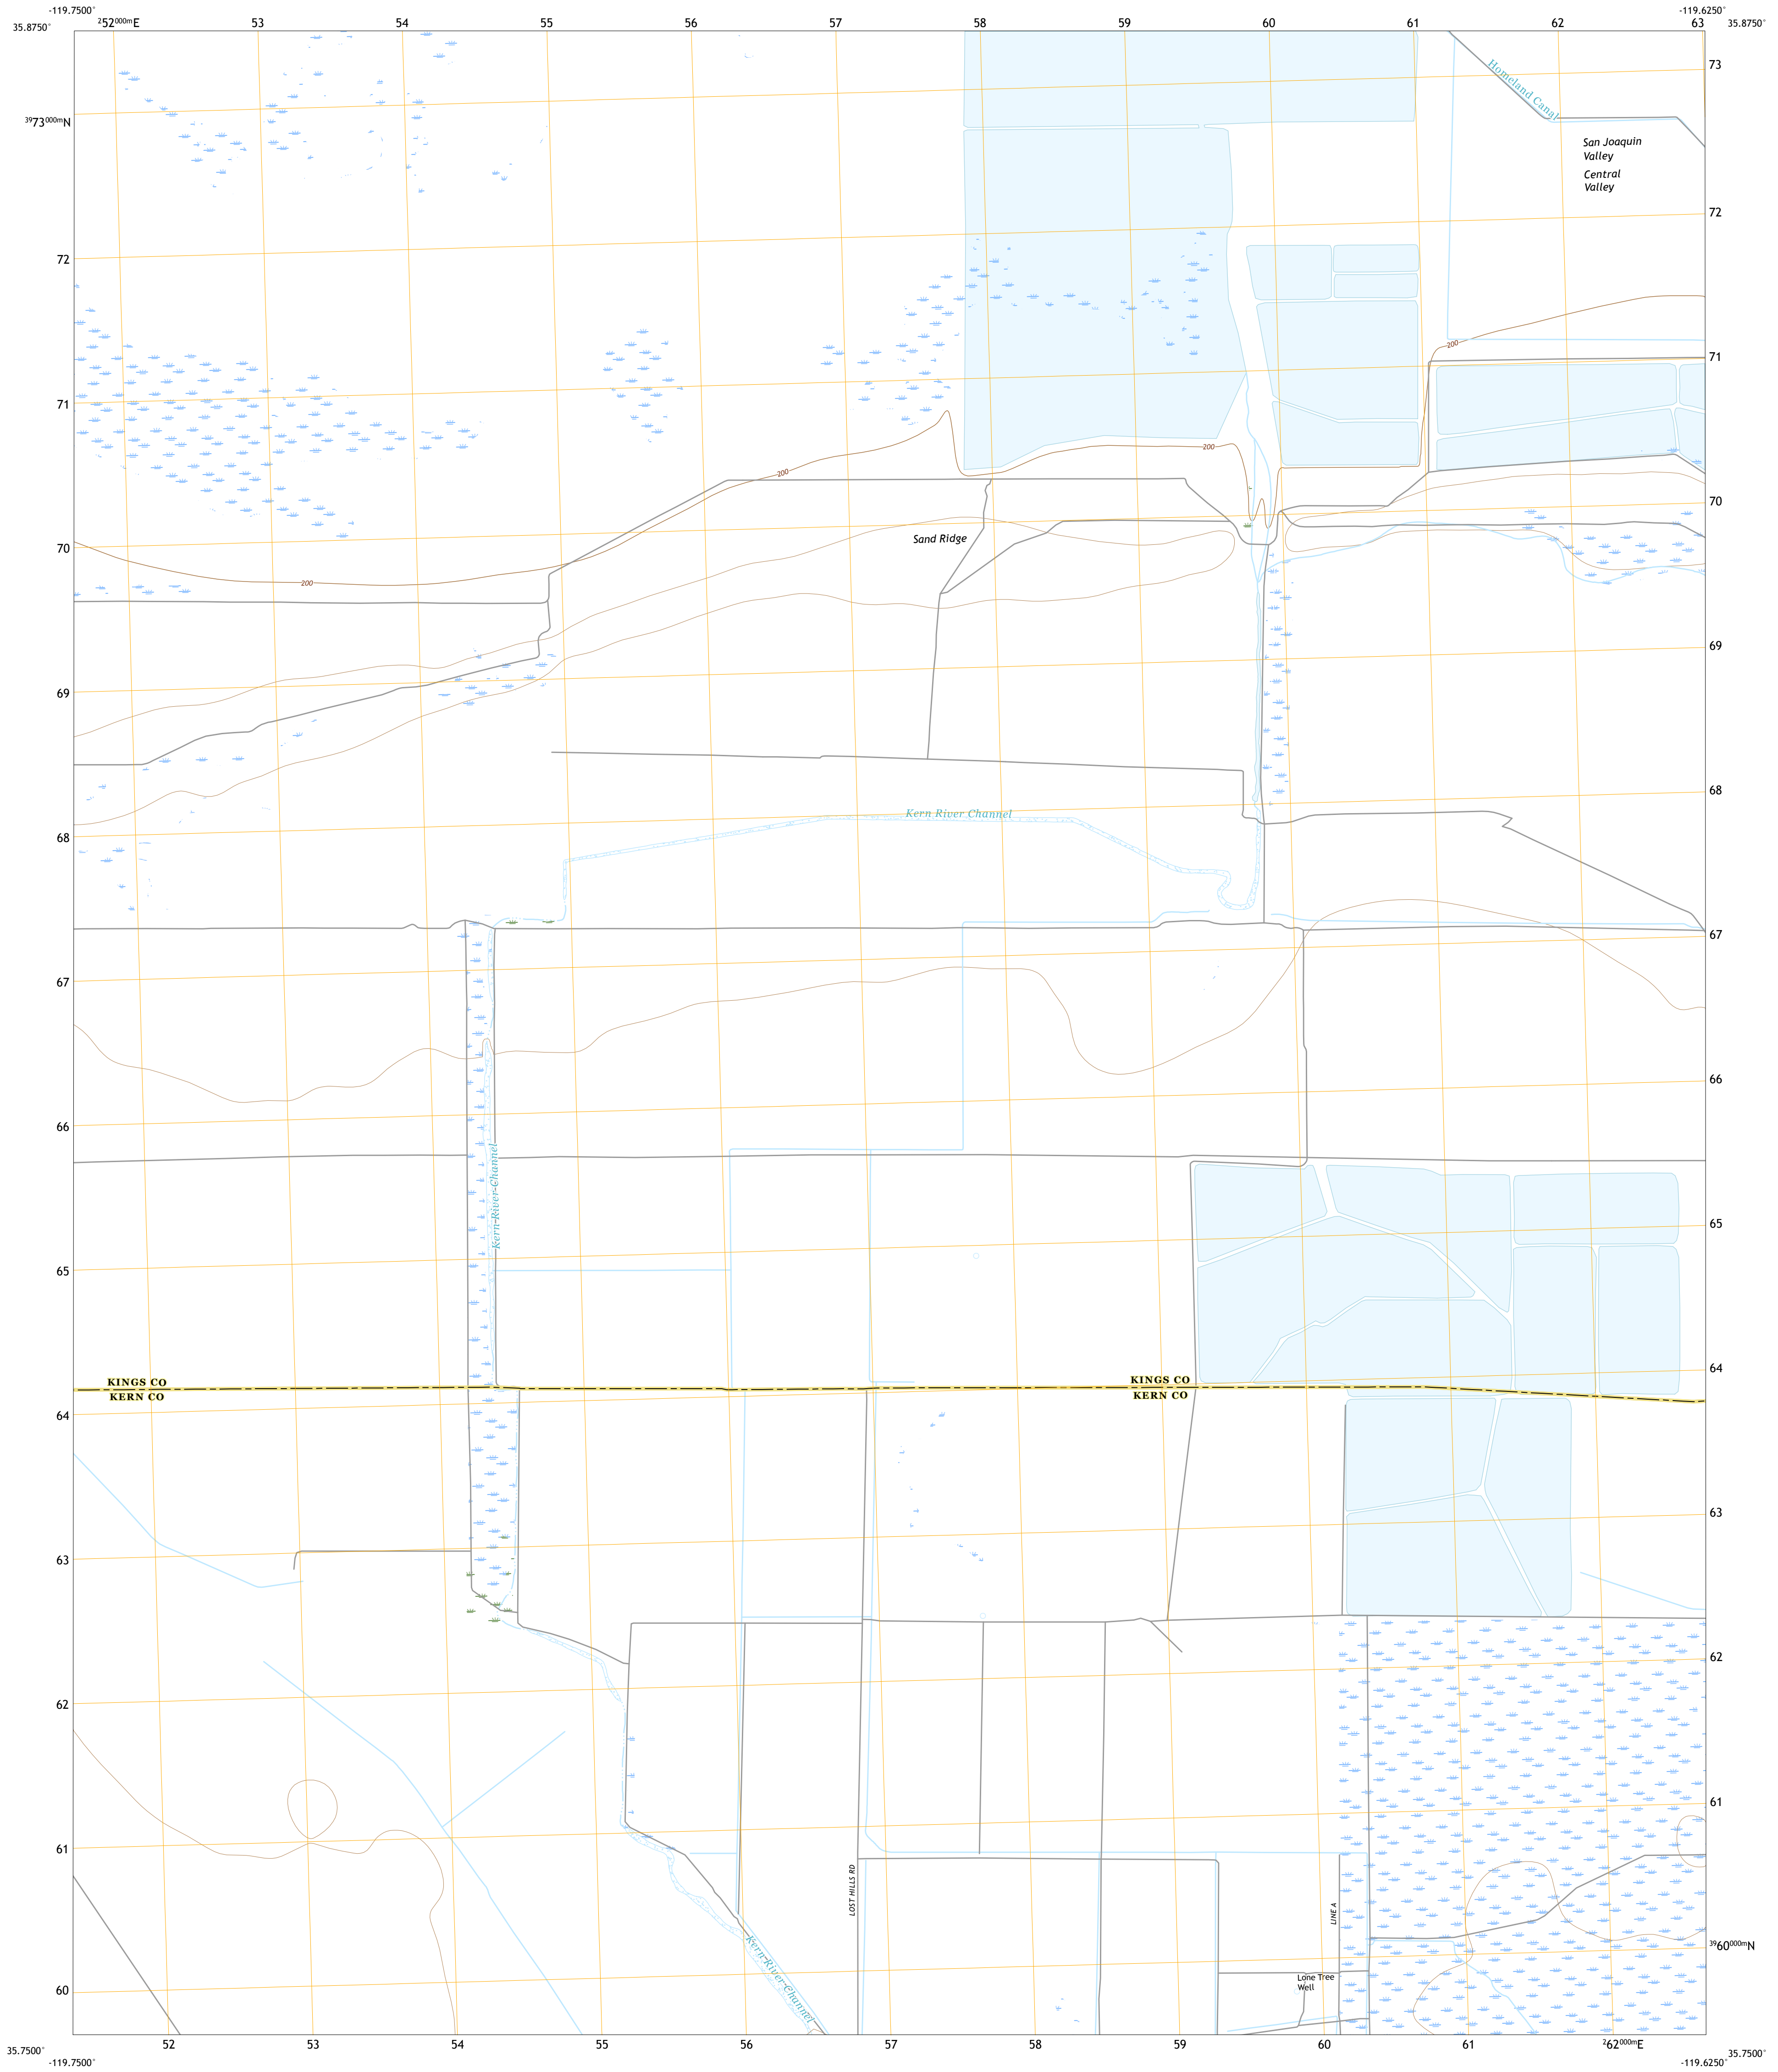 -119.7500°
252000mE
53
54
55
56
57
58
59
60
61
62
63
-119.6250°
35.8750°
35.8750°
Homeland Canal
73
3973000mN
San Joaquin
Valley
Central
Valley
72
72
200
71
71
200
200
70
Sand Ridge
70
200
69
69
68
Kern River Channel
68
67
67
66
66
Kern River Channel
65
65
KINGS CO
KERN CO
KINGS CO
KERN CO
64
64
63
63
62
62
61
61
LOST HILLS RD
LINE A
Kern River Channel
3960000mN
Lone Tree
Well
60
52
53
54
55
56
57
58
59
60
61
262000mE
35.7500°
35.7500°
-119.7500°
-119.6250°